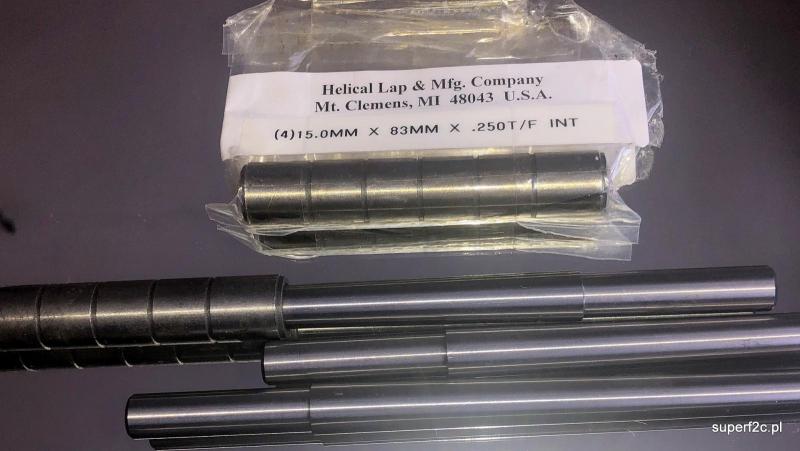 Helical Lap & Mfg. Company
Mt. Clemens, MI 48043 U.S.A.
(4)15.0MM X 83MM X .250T/F INT
superf2c.pl